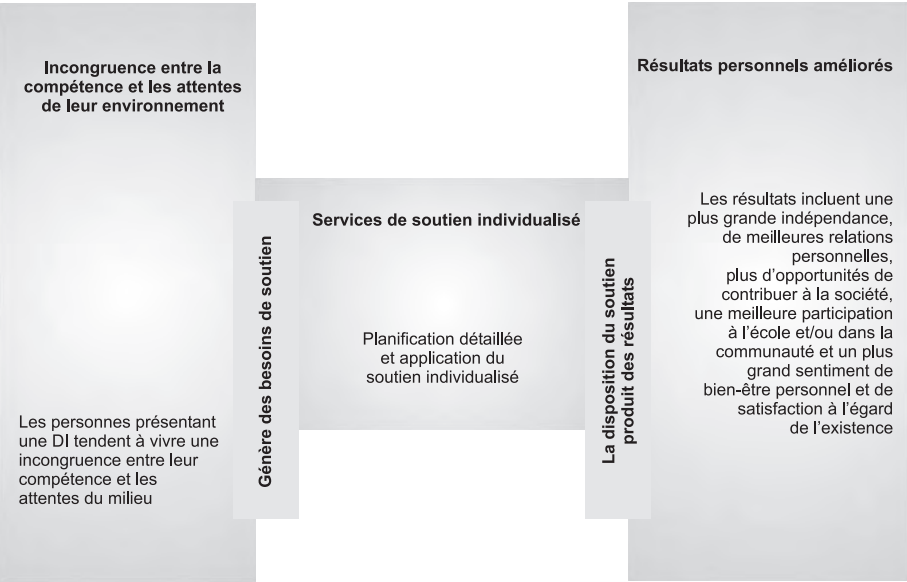 Incongruence entre la
compétence et les attentes
de leur environnement
Les personnes présentant
une DI tendent à vivre une
incongruence entre leur
compétence et les
attentes du milieu
Génère des besoins de soutien
Services de soutien individualisé
Planification détaillée
et application du
soutien individualisé
La disposition du soutien
produit des résultats
Résultats personnels améliorés
Les résultats incluent une
plus grande indépendance,
de meilleures relations
personnelles,
plus d'opportunités de
contribuer à la société,
une meilleure participation
à l'école et/ou dans la
communauté et un plus
grand sentiment de
bien-être personnel et de
satisfaction à l'égard
de l'existence